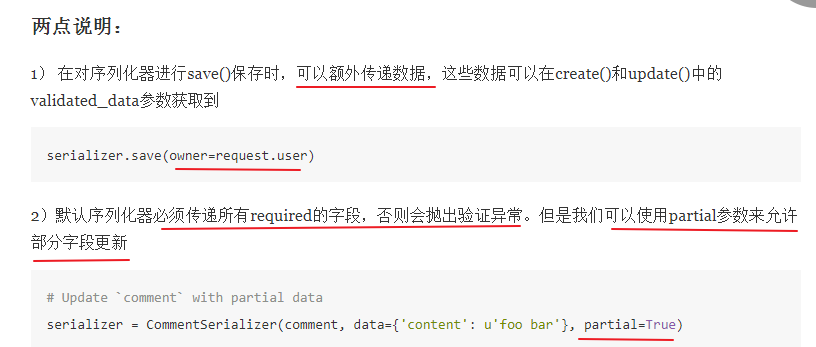 两点说明：
1） 在对序列化器进行save()保存时，可以额外传递数据，这些数据可以在create()和update()中的
validated_data参数获取到
serializer.save(owner=request.user)
2）默认序列化器必须传递所有required的字段，否则会抛出验证异常。但是我们可以使用partial参数来允许
部分字段更新
# Update `comment` with partial data
serializer = CommentSerializer(comment, data={'content': u'foo bar'}, partial=True)